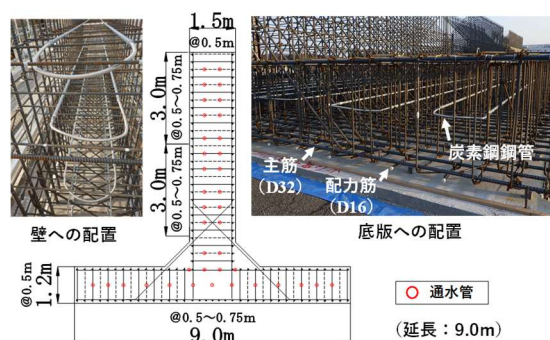 1.5m
@0.5m
3.0m
@0.5~0.75m
3.0m
@0.5~0.75m
壁への配置
主筋
(D32)
配力筋
(D16)
炭素鋼鋼管
底版への配置
@0.5m
1.2m
@0.5~0.75m
9.0m
通水管
(延長：9.0m)